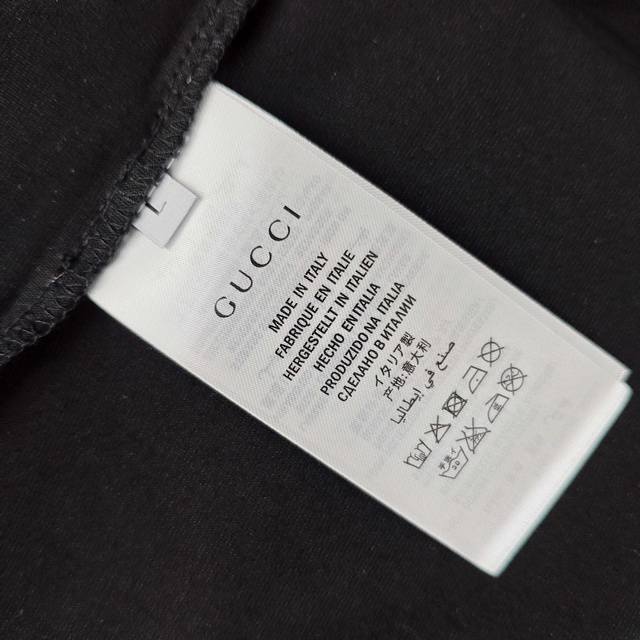 L
GUCCI
MADE IN ITALY
FABRIQUE EN ITALIE
HERGESTELLT IN ITALIEN
HECHO EN ITALIA
PRODUZIDO NA ITALIA
СДЕЛАНО В ИТАЛИИ
イタリア製
产地:意大利
صنع في إيطاليا